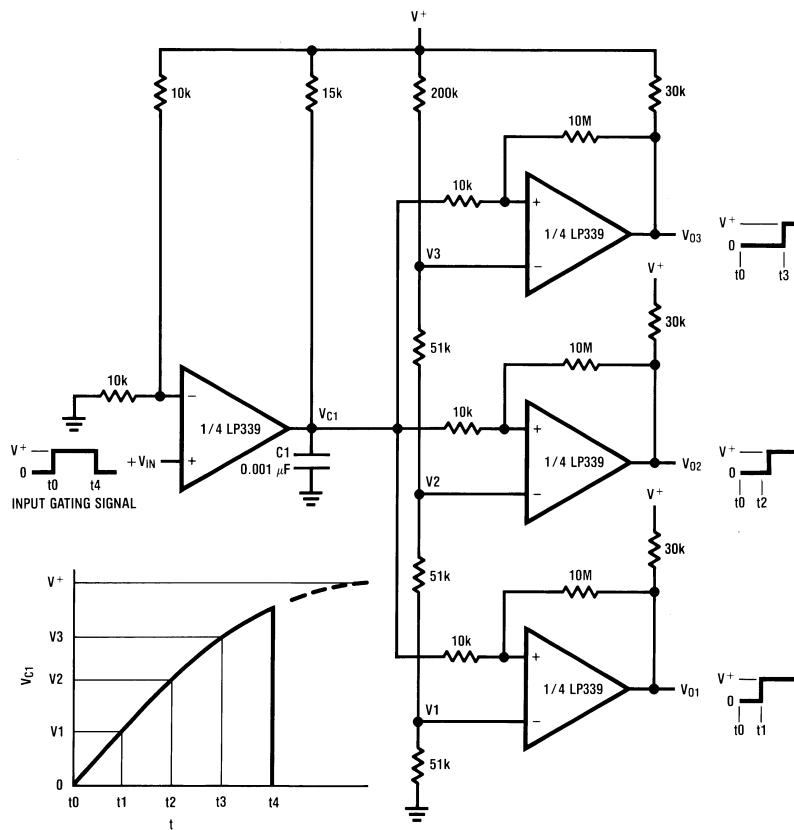 V+
10k
15k
200k
30k
10M
10k
+
1/4 LP339
VO3
V+
0
t0
t3
V3
−
V+
30k
51k
10M
10k
10k
−
1/4 LP339
VC1
+
1/4 LP339
VO2
V+
0
t0
t2
V+
0
t0
t4
+VIN
+
C1
0.001 μF
V2
−
INPUT GATING SIGNAL
V+
30k
51k
10M
10k
+
1/4 LP339
VO1
V+
0
t0
t1
V1
−
51k
V+
V3
V2
V1
0
VC1
t0
t1
t2
t3
t4
t